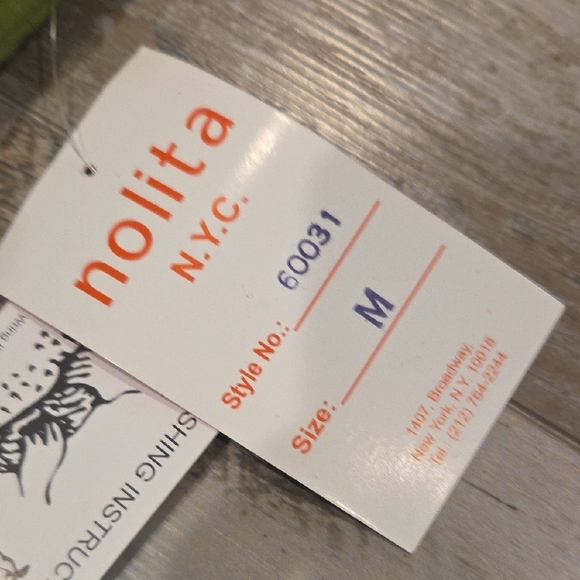 nolita
N.Y.C.
Style No.: 60031
Size: M
1407, Broadway,
New York, N.Y. 10018
Tel : (212) 764-2244
SHING INSTRUC